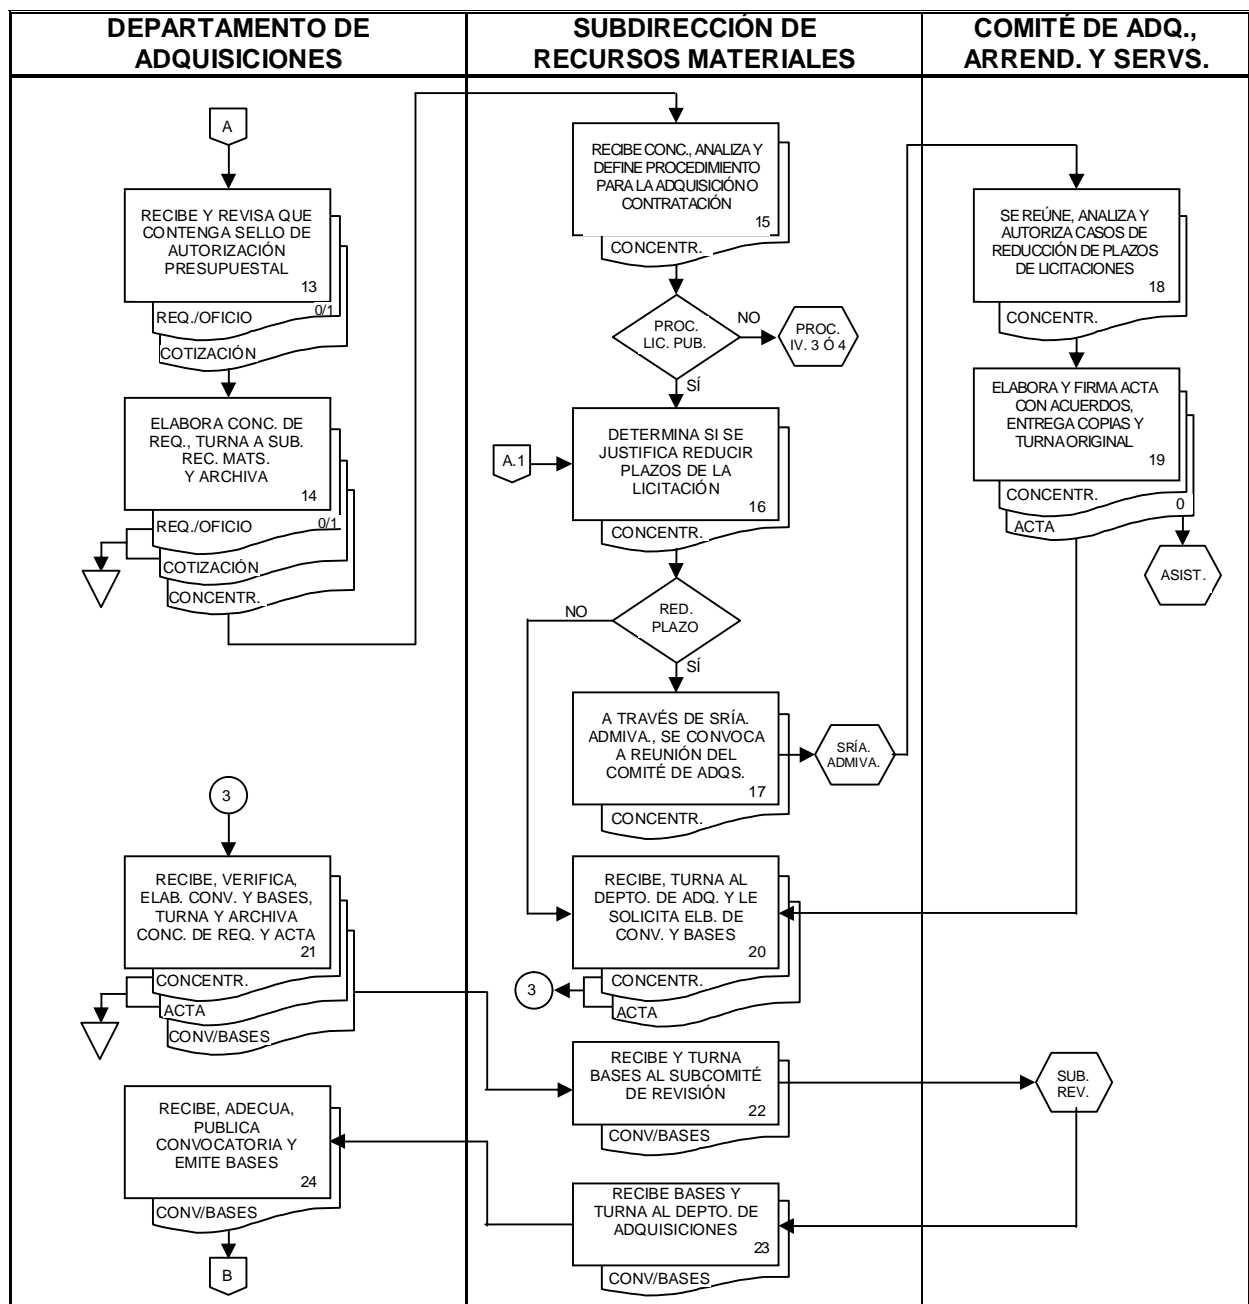 DEPARTAMENTO DE
ADQUISICIONES
SUBDIRECCIÓN DE
RECURSOS MATERIALES
COMITÉ DE ADQ.,
ARREND. Y SERVS.
A
RECIBE Y REVISA QUE
CONTENGA SELLO DE
AUTORIZACIÓN
PRESUPUESTAL
13
REQ./OFICIO
0/1
COTIZACIÓN
ELABORA CONC. DE
REQ., TURNA A SUB.
REC. MATS.
Y ARCHIVA
14
REQ./OFICIO
0/1
COTIZACIÓN
CONCENTR.
RECIBE CONC., ANALIZA Y
DEFINE PROCEDIMIENTO
PARA LA ADQUISICIÓN O
CONTRATACIÓN
15
CONCENTR.
PROC.
LIC. PUB.
NO
PROC.
IV. 3 Ó 4
SÍ
A.1
DETERMINA SI SE
JUSTIFICA REDUCIR
PLAZOS DE LA
LICITACIÓN
16
CONCENTR.
RED.
PLAZO
NO
SÍ
A TRAVÉS DE SRÍA.
ADMIVA., SE CONVOCA
A REUNIÓN DEL
COMITÉ DE ADQS.
17
CONCENTR.
SRÍA.
ADMIVA.
SE REÚNE, ANALIZA Y
AUTORIZA CASOS DE
REDUCCIÓN DE PLAZOS
DE LICITACIONES
18
CONCENTR.
ELABORA Y FIRMA ACTA
CON ACUERDOS,
ENTREGA COPIAS Y
TURNA ORIGINAL
19
CONCENTR.
0
ACTA
ASIST.
RECIBE, TURNA AL
DEPTO. DE ADQ. Y LE
SOLICITA ELB. DE
CONV. Y BASES
20
CONCENTR.
ACTA
3
3
RECIBE, VERIFICA,
ELAB. CONV. Y BASES,
TURNA Y ARCHIVA
CONC. DE REQ. Y ACTA
21
CONCENTR.
ACTA
CONV/BASES
RECIBE Y TURNA
BASES AL SUBCOMITÉ
DE REVISIÓN
22
CONV/BASES
SUB.
REV.
RECIBE BASES Y
TURNA AL DEPTO. DE
ADQUISICIONES
23
CONV/BASES
RECIBE, ADECUA,
PUBLICA
CONVOCATORIA Y
EMITE BASES
24
CONV/BASES
B